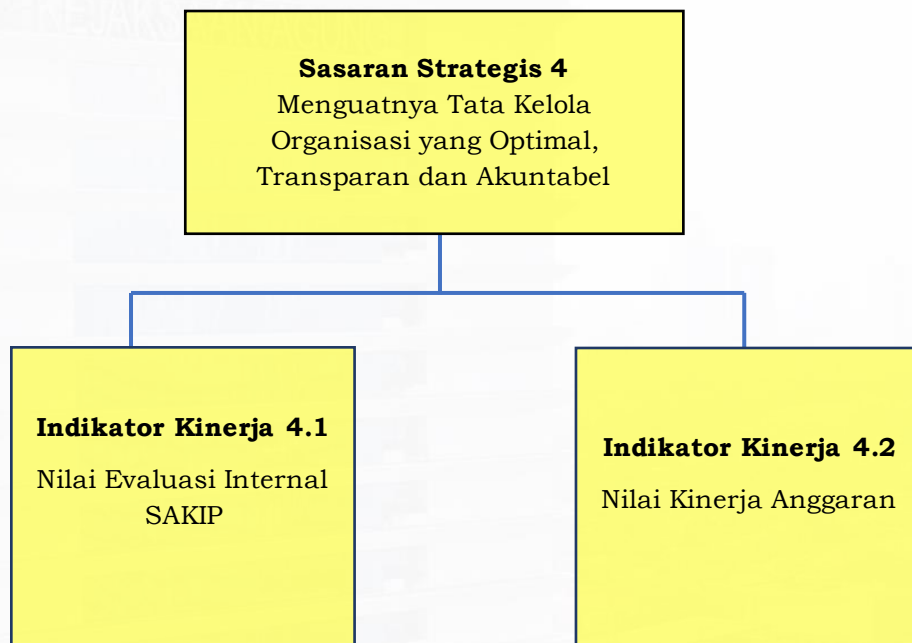 Sasaran Strategis 4
Menguatnya Tata Kelola
Organisasi yang Optimal,
Transparan dan Akuntabel
Indikator Kinerja 4.1
Nilai Evaluasi Internal
SAKIP
Indikator Kinerja 4.2
Nilai Kinerja Anggaran